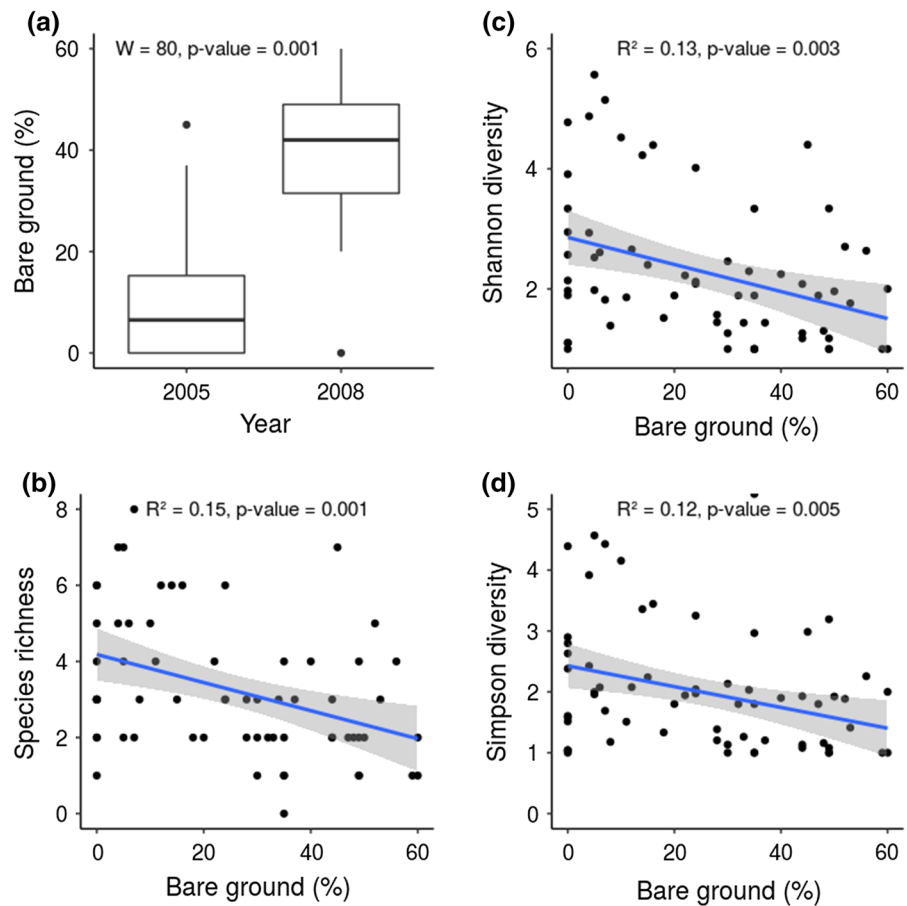 (a)
W = 80, p-value = 0.001
60
40
20
0
Bare ground (%)
2005
2008
Year
(c)
R² = 0.13, p-value = 0.003
6
4
2
Shannon diversity
0
20
40
60
Bare ground (%)
(b)
R² = 0.15, p-value = 0.001
8
6
4
2
0
Species richness
0
20
40
60
Bare ground (%)
(d)
R² = 0.12, p-value = 0.005
5
4
3
2
1
0
Simpson diversity
0
20
40
60
Bare ground (%)